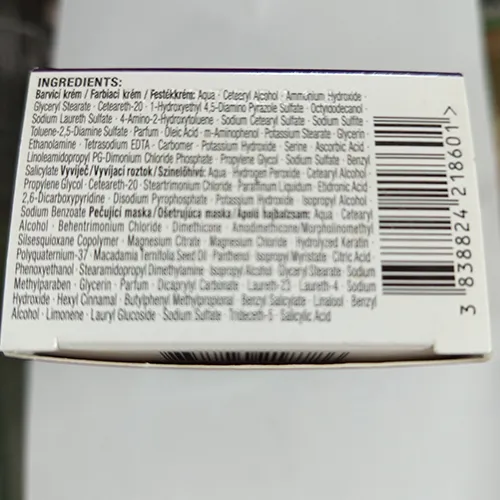 INGREDIENTS:
Barvicí krém / Farbiaci krém / Festékkrém: Aqua · Cetearyl Alcohol · Ammonium Hydroxide ·
Glyceryl Stearate · Ceteareth-20 · 1-Hydroxyethyl 4,5-Diamino Pyrazole Sulfate · Octyldodecanol ·
Sodium Laureth Sulfate · 4-Amino-2-Hydroxytoluene · Sodium Cetearyl Sulfate · Sodium Sulfite ·
Toluene-2,5-Diamine Sulfate · Parfum · Oleic Acid · m-Aminophenol · Potassium Stearate · Glycerin ·
Ethanolamine · Tetrasodium EDTA · Carbomer · Potassium Hydroxide · Serine · Ascorbic Acid ·
Linoleamidopropyl PG-Dimonium Chloride Phosphate · Propylene Glycol · Sodium Sulfate · Benzyl
Salicylate Vyvíječ/Vyvíjací roztok/Színelőhívó: Aqua · Hydrogen Peroxide · Cetearyl Alcohol ·
Propylene Glycol · Ceteareth-20 · Steartrimonium Chloride · Paraffinum Liquidum · Etidronic Acid ·
2,6-Dicarboxypyridine · Disodium Pyrophosphate · Potassium Hydroxide · Isopropyl Alcohol ·
Sodium Benzoate Pečující maska/Ošetrujúca maska/Ápoló hajbalzsam: Aqua · Cetearyl
Alcohol · Behentrimonium Chloride · Dimethicone · Amodimethicone/Morpholinomethyl
Silsesquioxane Copolymer · Magnesium Citrate · Magnesium Chloride · Hydrolyzed Keratin ·
Polyquaternium-37 · Macadamia Ternifolia Seed Oil · Panthenol · Isopropyl Myristate · Citric Acid ·
Phenoxyethanol · Stearamidopropyl Dimethylamine · Isopropyl Alcohol · Glyceryl Stearate · Sodium
Methylparaben · Glycerin · Parfum · Dicaprylyl Carbonate · Laureth-23 · Laureth-4 · Sodium
Hydroxide · Hexyl Cinnamal · Butylphenyl Methylpropional · Benzyl Salicylate · Linalool · Benzyl
Alcohol · Limonene · Lauryl Glucoside · Sodium Sulfate · Trideceth-5 · Salicylic Acid
3 838824 218601 >